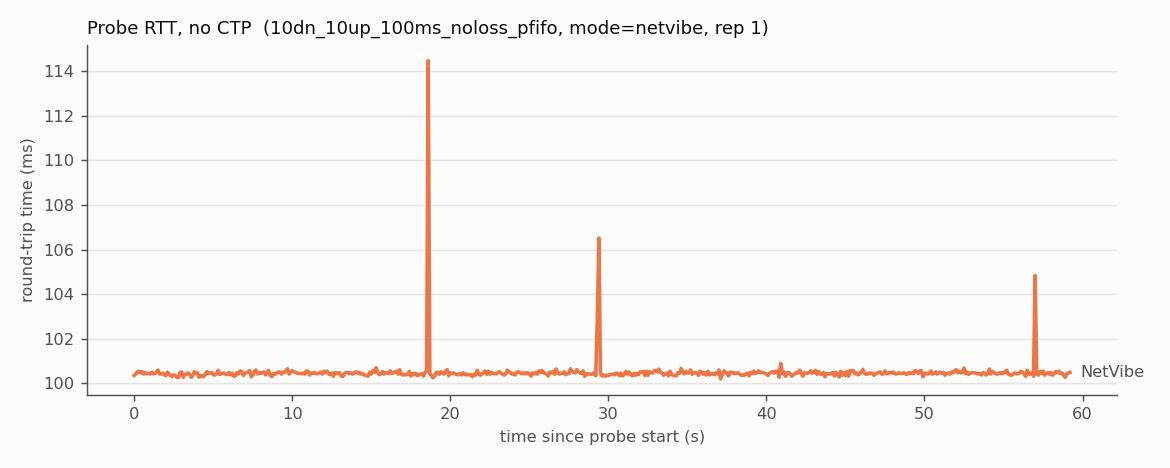 Probe RTT, no CTP  (10dn_10up_100ms_noloss_pfifo, mode=netvibe, rep 1)
round-trip time (ms)
114
112
110
108
106
104
102
100
NetVibe
0 10 20 30 40 50 60
time since probe start (s)